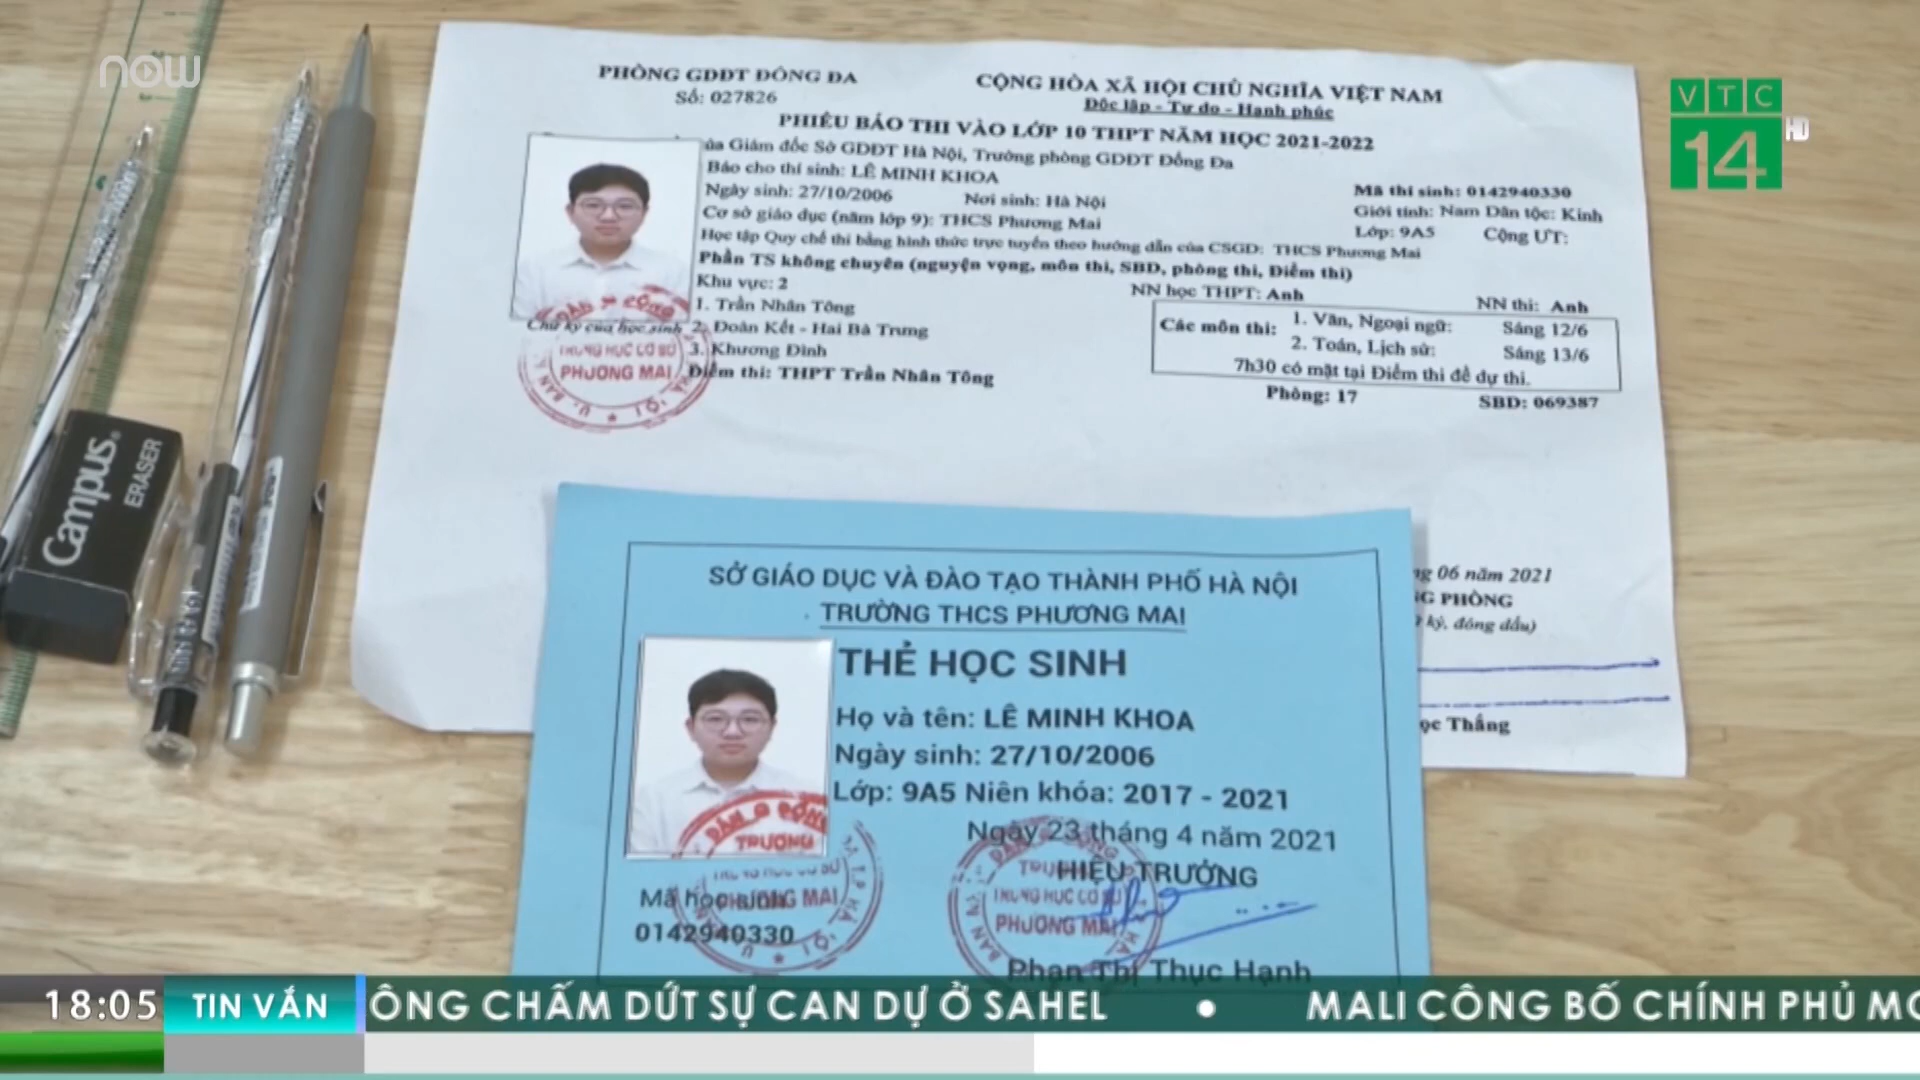 now
VTC
14
HD
Campus
ERASER
PHÒNG GDĐT ĐỐNG ĐA
Số: 027826
CỘNG HÒA XÃ HỘI CHỦ NGHĨA VIỆT NAM
Độc lập - Tự do - Hạnh phúc
PHIẾU BÁO THI VÀO LỚP 10 THPT NĂM HỌC 2021-2022
của Giám đốc Sở GDĐT Hà Nội, Trưởng phòng GDĐT Đống Đa
Báo cho thí sinh: LÊ MINH KHOA
Mã thí sinh: 0142940330
Ngày sinh: 27/10/2006 Nơi sinh: Hà Nội
Giới tính: Nam Dân tộc: Kinh
Cơ sở giáo dục (năm lớp 9): THCS Phương Mai
Lớp: 9A5 Cộng ƯT:
Học tập Quy chế thi bằng hình thức trực tuyến theo hướng dẫn của CSGD: THCS Phương Mai
Phần TS không chuyên (nguyện vọng, môn thi, SBD, phòng thi, Điểm thi)
Khu vực: 2
NN học THPT: Anh NN thi: Anh
1. Trần Nhân Tông
2. Đoàn Kết - Hai Bà Trưng
3. Khương Đình
Chữ ký của học sinh
Các môn thi: 1. Văn, Ngoại ngữ: Sáng 12/6
2. Toán, Lịch sử: Sáng 13/6
7h30 có mặt tại Điểm thi để dự thi.
Điểm thi: THPT Trần Nhân Tông
Phòng: 17 SBD: 069387
TRUNG HỌC CƠ SỞ
PHƯƠNG MAI
06 năm 2021
PHÒNG
ký, đóng dấu)
Thắng
SỞ GIÁO DỤC VÀ ĐÀO TẠO THÀNH PHỐ HÀ NỘI
TRƯỜNG THCS PHƯƠNG MAI
THẺ HỌC SINH
Họ và tên: LÊ MINH KHOA
Ngày sinh: 27/10/2006
Lớp: 9A5 Niên khóa: 2017 - 2021
Ngày 23 tháng 4 năm 2021
HIỆU TRƯỞNG
TRƯỜNG
TRUNG HỌC CƠ SỞ
PHƯƠNG MAI
Mã học sinh
0142940330
Phan Thị Thục Hạnh
18:05 TIN VẮN ÔNG CHẤM DỨT SỰ CAN DỰ Ở SAHEL • MALI CÔNG BỐ CHÍNH PHỦ